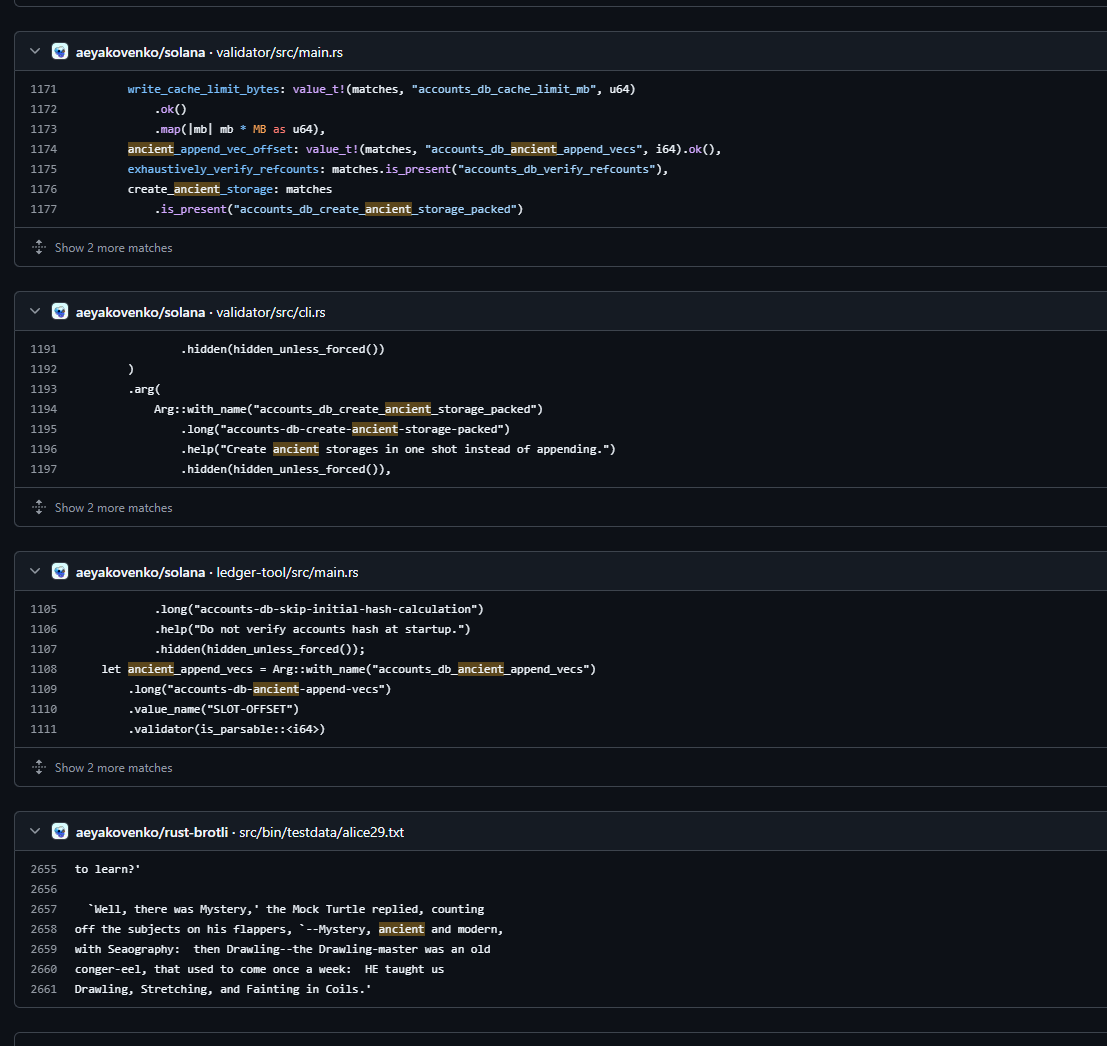 aeyakovenko/solana · validator/src/main.rs
1171 write_cache_limit_bytes: value_t!(matches, "accounts_db_cache_limit_mb", u64)
1172 .ok()
1173 .map(|mb| mb * MB as u64),
1174 ancient_append_vec_offset: value_t!(matches, "accounts_db_ancient_append_vecs", i64).ok(),
1175 exhaustively_verify_refcounts: matches.is_present("accounts_db_verify_refcounts"),
1176 create_ancient_storage: matches
1177 .is_present("accounts_db_create_ancient_storage_packed")
Show 2 more matches
aeyakovenko/solana · validator/src/cli.rs
1191 .hidden(hidden_unless_forced())
1192 )
1193 .arg(
1194 Arg::with_name("accounts_db_create_ancient_storage_packed")
1195 .long("accounts-db-create-ancient-storage-packed")
1196 .help("Create ancient storages in one shot instead of appending.")
1197 .hidden(hidden_unless_forced()),
Show 2 more matches
aeyakovenko/solana · ledger-tool/src/main.rs
1105 .long("accounts-db-skip-initial-hash-calculation")
1106 .help("Do not verify accounts hash at startup.")
1107 .hidden(hidden_unless_forced());
1108 let ancient_append_vecs = Arg::with_name("accounts_db_ancient_append_vecs")
1109 .long("accounts-db-ancient-append-vecs")
1110 .value_name("SLOT-OFFSET")
1111 .validator(is_parsable::<i64>)
Show 2 more matches
aeyakovenko/rust-brotli · src/bin/testdata/alice29.txt
2655 to learn?'
2656
2657 `Well, there was Mystery,' the Mock Turtle replied, counting
2658 off the subjects on his flappers, `--Mystery, ancient and modern,
2659 with Seaography:  then Drawling--the Drawling-master was an old
2660 conger-eel, that used to come once a week:  HE taught us
2661 Drawling, Stretching, and Fainting in Coils.'